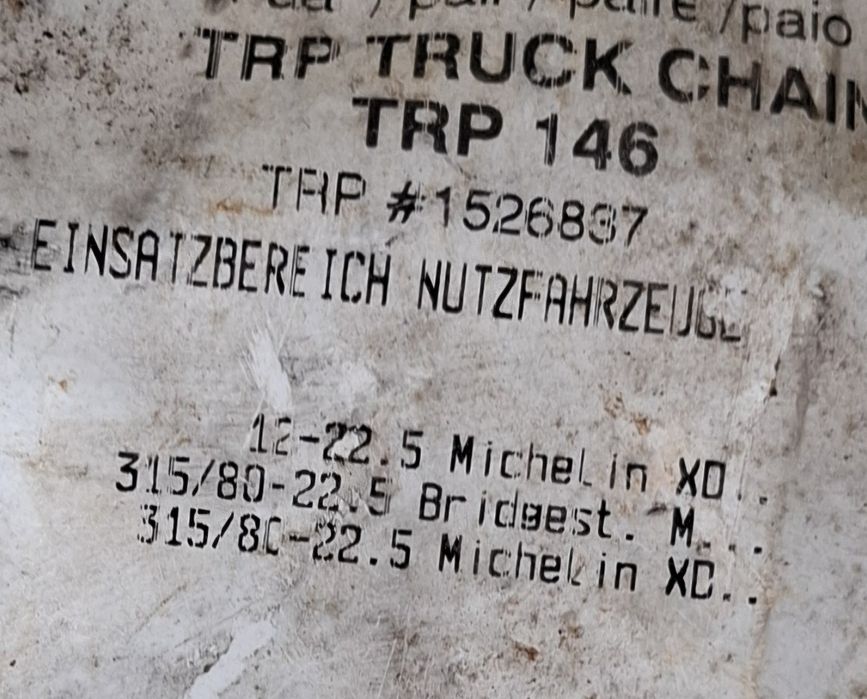 / pair / paire /paio
TRP TRUCK CHAIN
TRP 146
TRP #1526837
EINSATZBEREICH NUTZFAHRZEUGE
12-22.5 Michelin XD..
315/80-22.5 Bridgest. M...
315/80-22.5 Michelin XD..